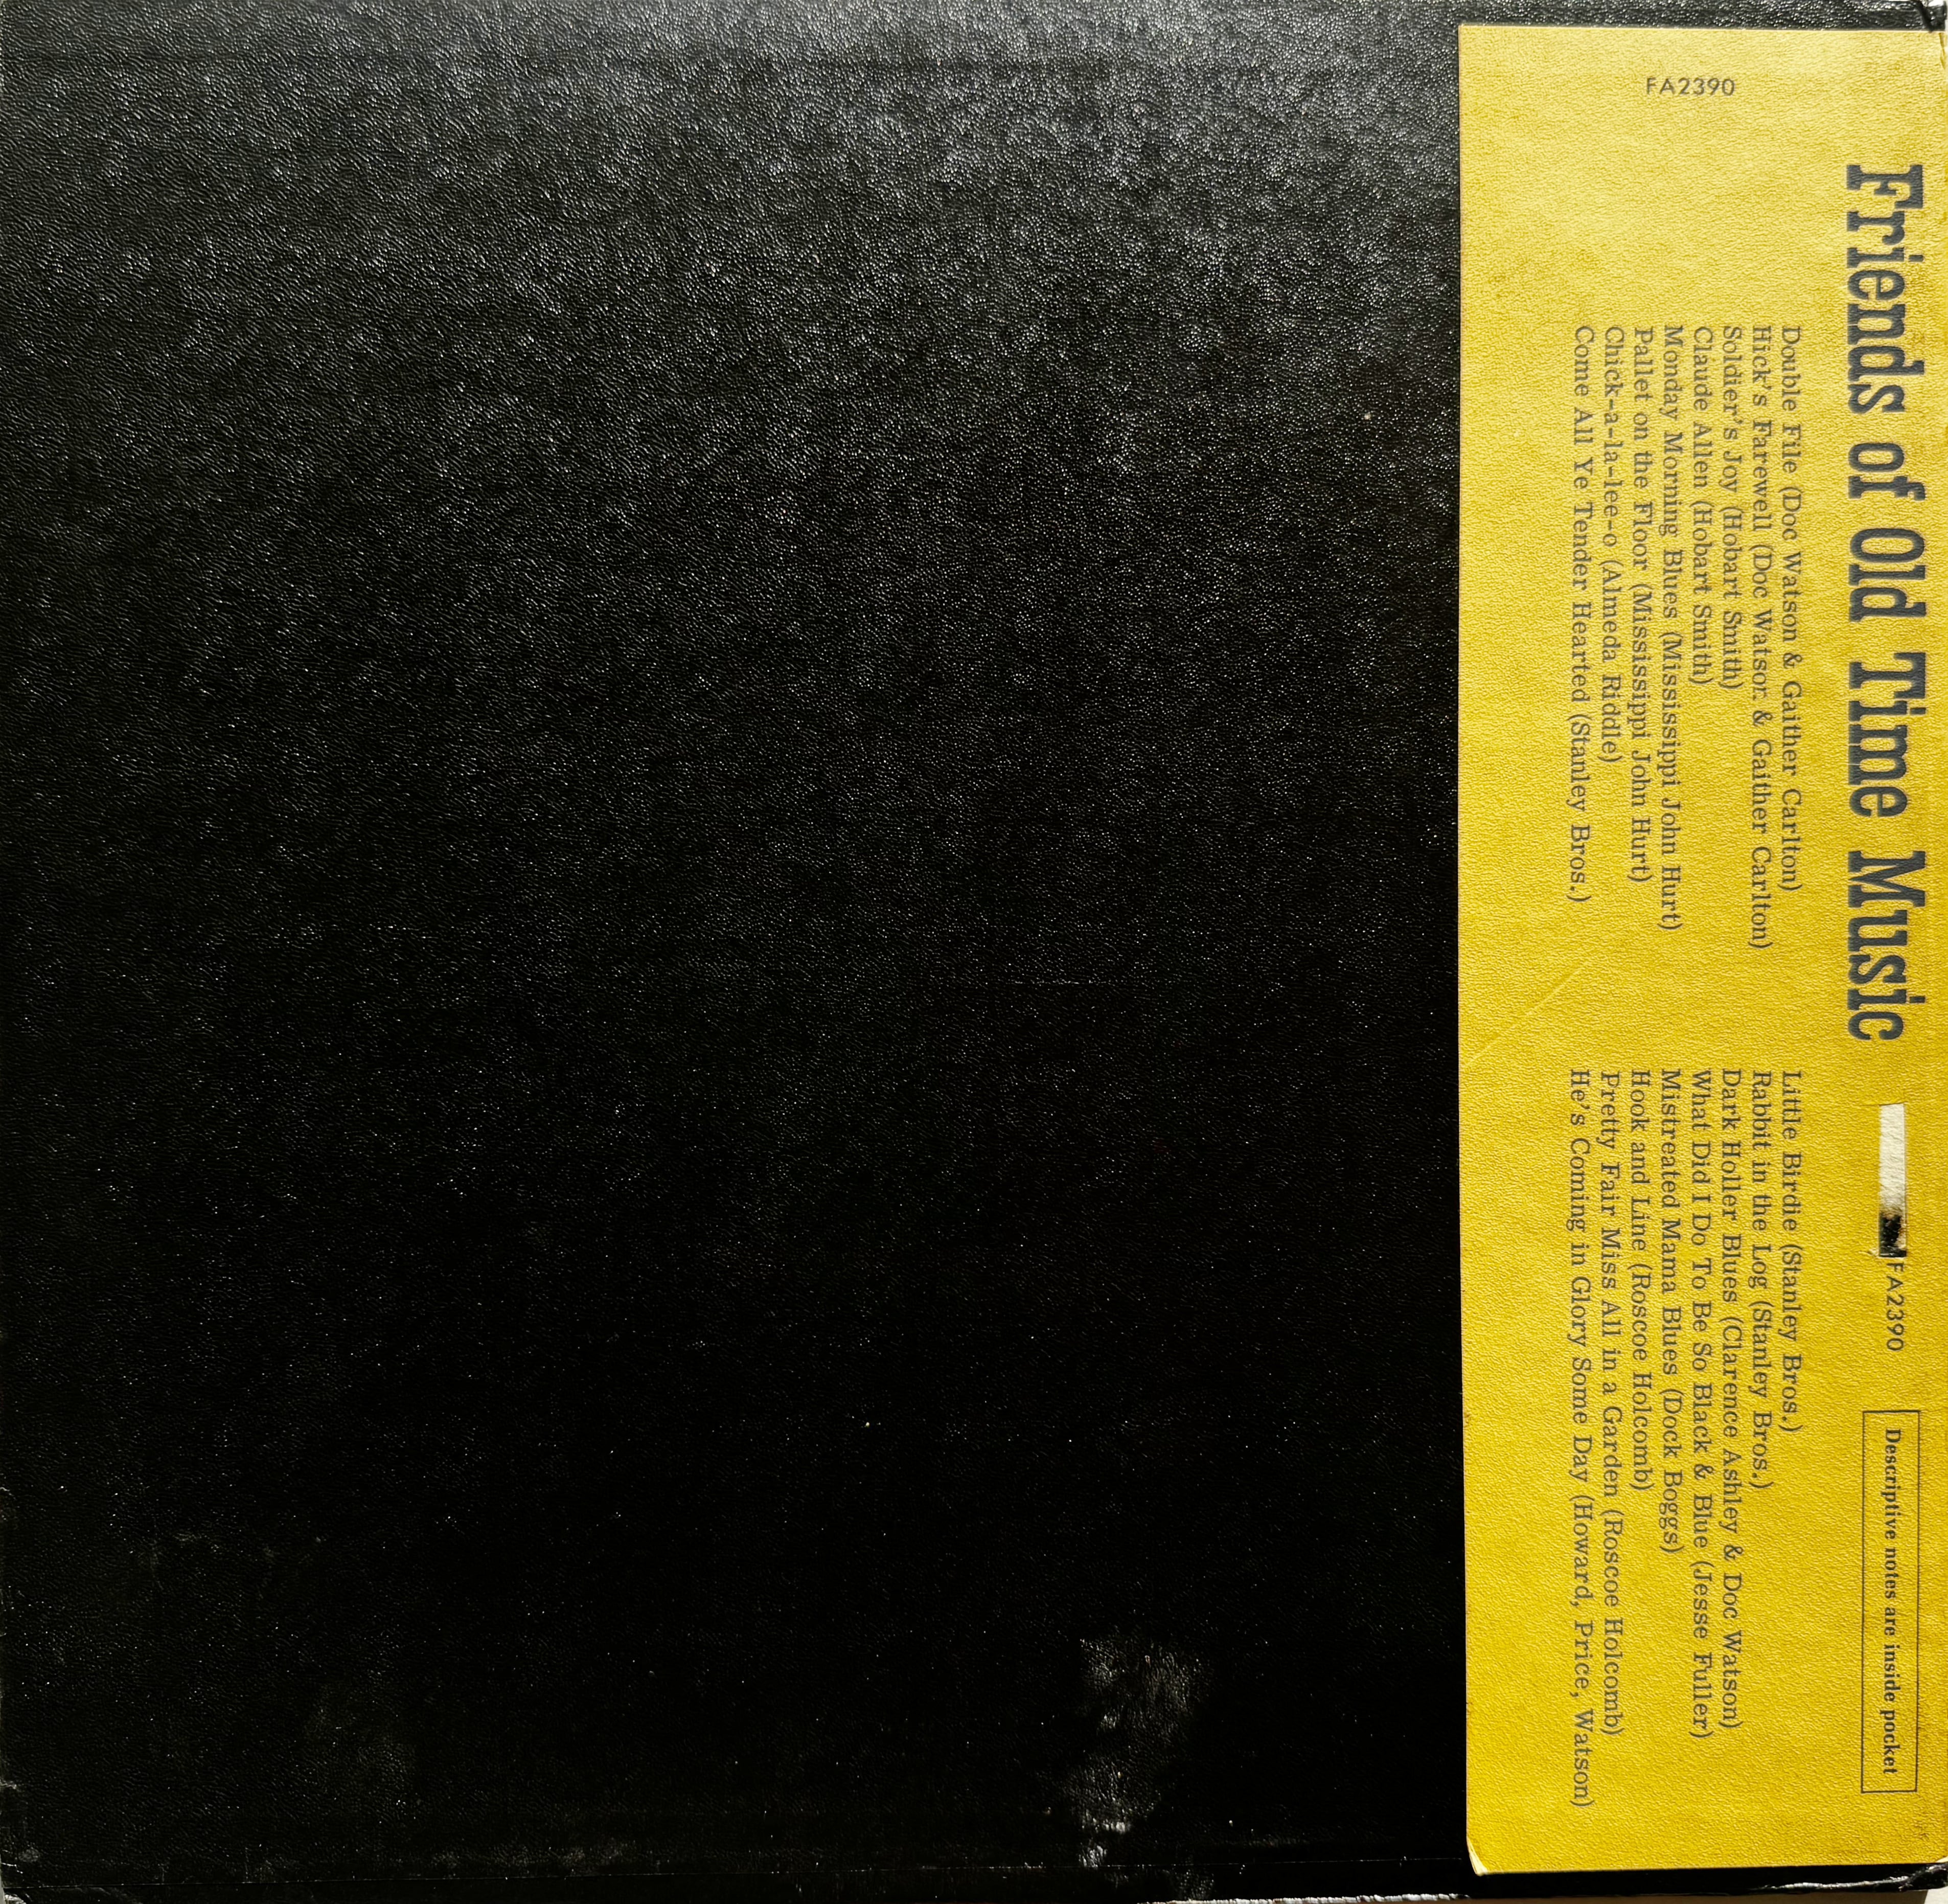 FA2390
Friends of Old Time Music
FA2390
Descriptive notes are inside pocket
Double File (Doc Watson & Gaither Carlton)
Hick's Farewell (Doc Watson & Gaither Carlton)
Soldier's Joy (Hobart Smith)
Claude Allen (Hobart Smith)
Monday Morning Blues (Mississippi John Hurt)
Pallet on the Floor (Mississippi John Hurt)
Chick-a-la-lee-o (Almeda Riddle)
Come All Ye Tender Hearted (Stanley Bros.)
Little Birdie (Stanley Bros.)
Rabbit in the Log (Stanley Bros.)
Dark Holler Blues (Clarence Ashley & Doc Watson)
What Did I Do To Be So Black & Blue (Jesse Fuller)
Mistreated Mama Blues (Dock Boggs)
Hook and Line (Roscoe Holcomb)
Pretty Fair Miss All in a Garden (Roscoe Holcomb)
He's Coming in Glory Some Day (Howard, Price, Watson)